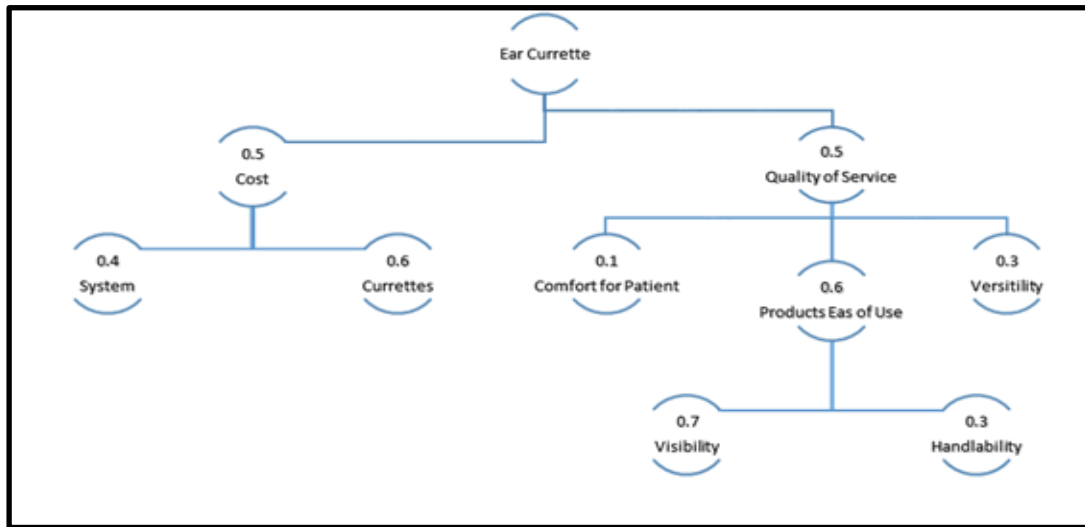 Ear Currette
0.5
Cost
0.5
Quality of Service
0.4
System
0.6
Currettes
0.1
Comfort for Patient
0.6
Products Eas of Use
0.3
Versitility
0.7
Visibility
0.3
Handlability